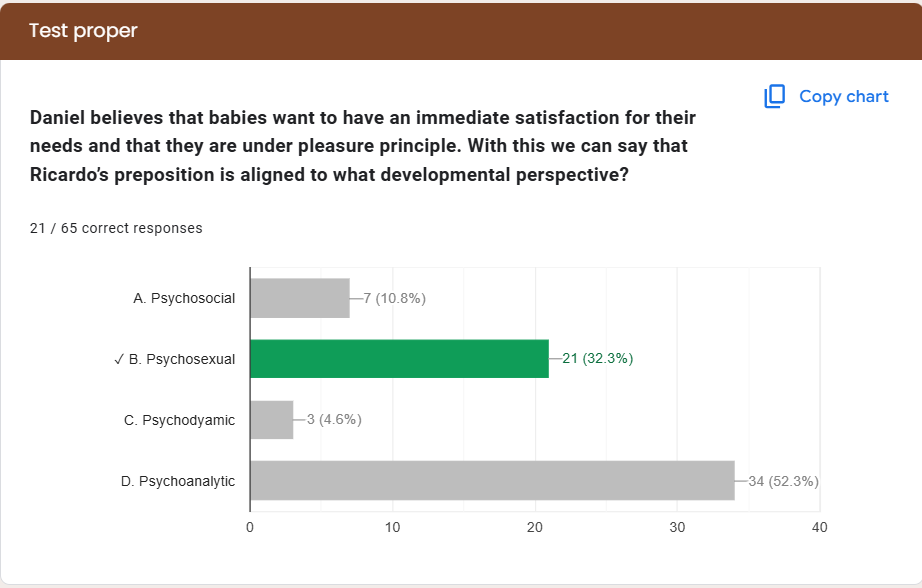 Test proper
Copy chart
Daniel believes that babies want to have an immediate satisfaction for their
needs and that they are under pleasure principle. With this we can say that
Ricardo's preposition is aligned to what developmental perspective?
21 / 65 correct responses
A. Psychosocial
7 (10.8%)
✓ B. Psychosexual
21 (32.3%)
C. Psychodyamic
3 (4.6%)
D. Psychoanalytic
34 (52.3%)
0 10 20 30 40